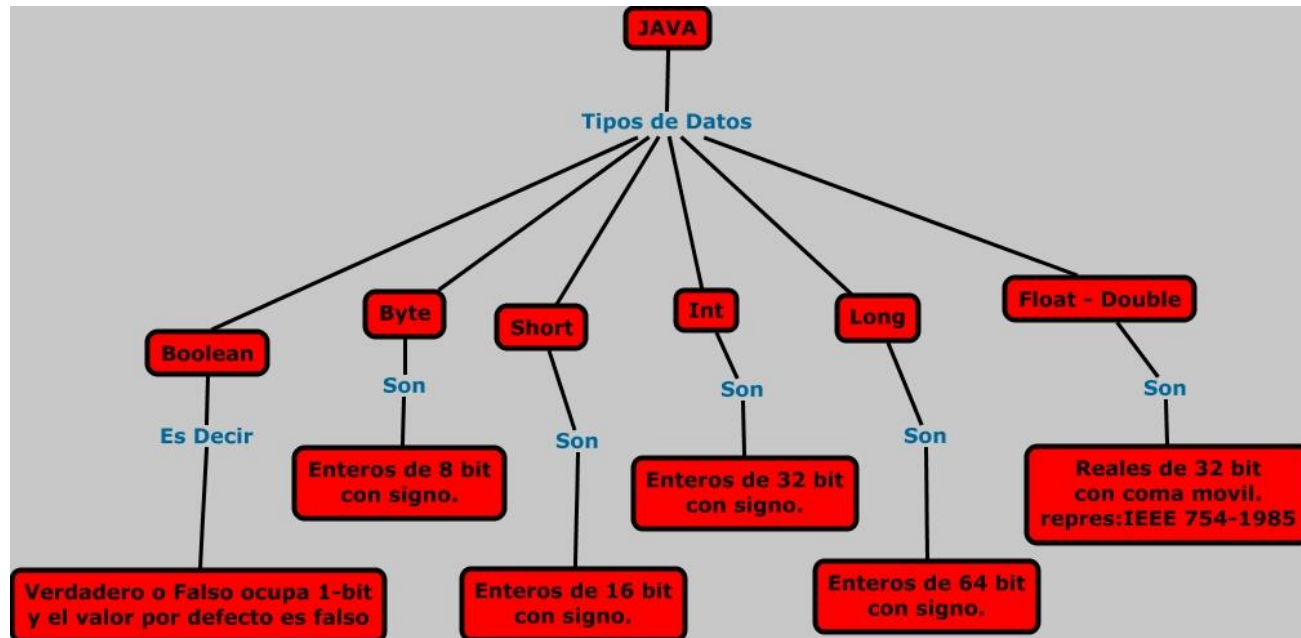 JAVA
Tipos de Datos
Boolean
Es Decir
Verdadero o Falso ocupa 1-bit
y el valor por defecto es falso
Byte
Son
Enteros de 8 bit
con signo.
Short
Son
Enteros de 16 bit
con signo.
Int
Son
Enteros de 32 bit
con signo.
Long
Son
Enteros de 64 bit
con signo.
Float - Double
Son
Reales de 32 bit
con coma movil.
repres:IEEE 754-1985